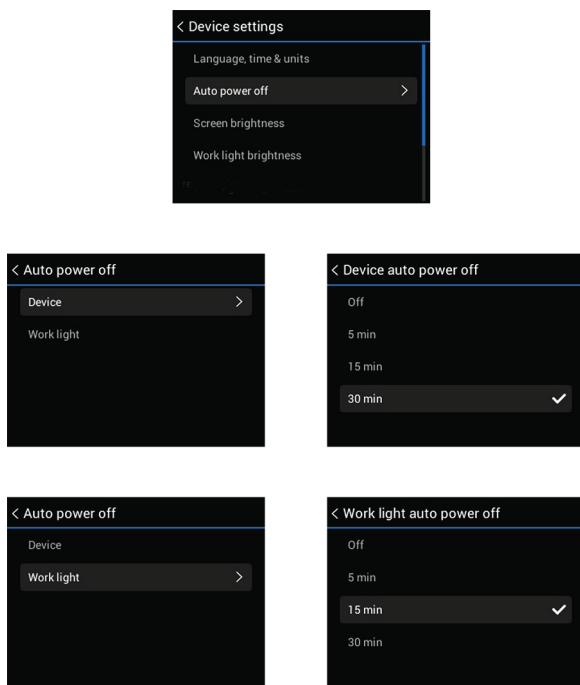 Device settings
Language, time & units
Auto power off
Screen brightness
Work light brightness
Auto power off
Device
Work light
Device auto power off
Off
5 min
15 min
30 min
Auto power off
Device
Work light
Work light auto power off
Off
5 min
15 min
30 min